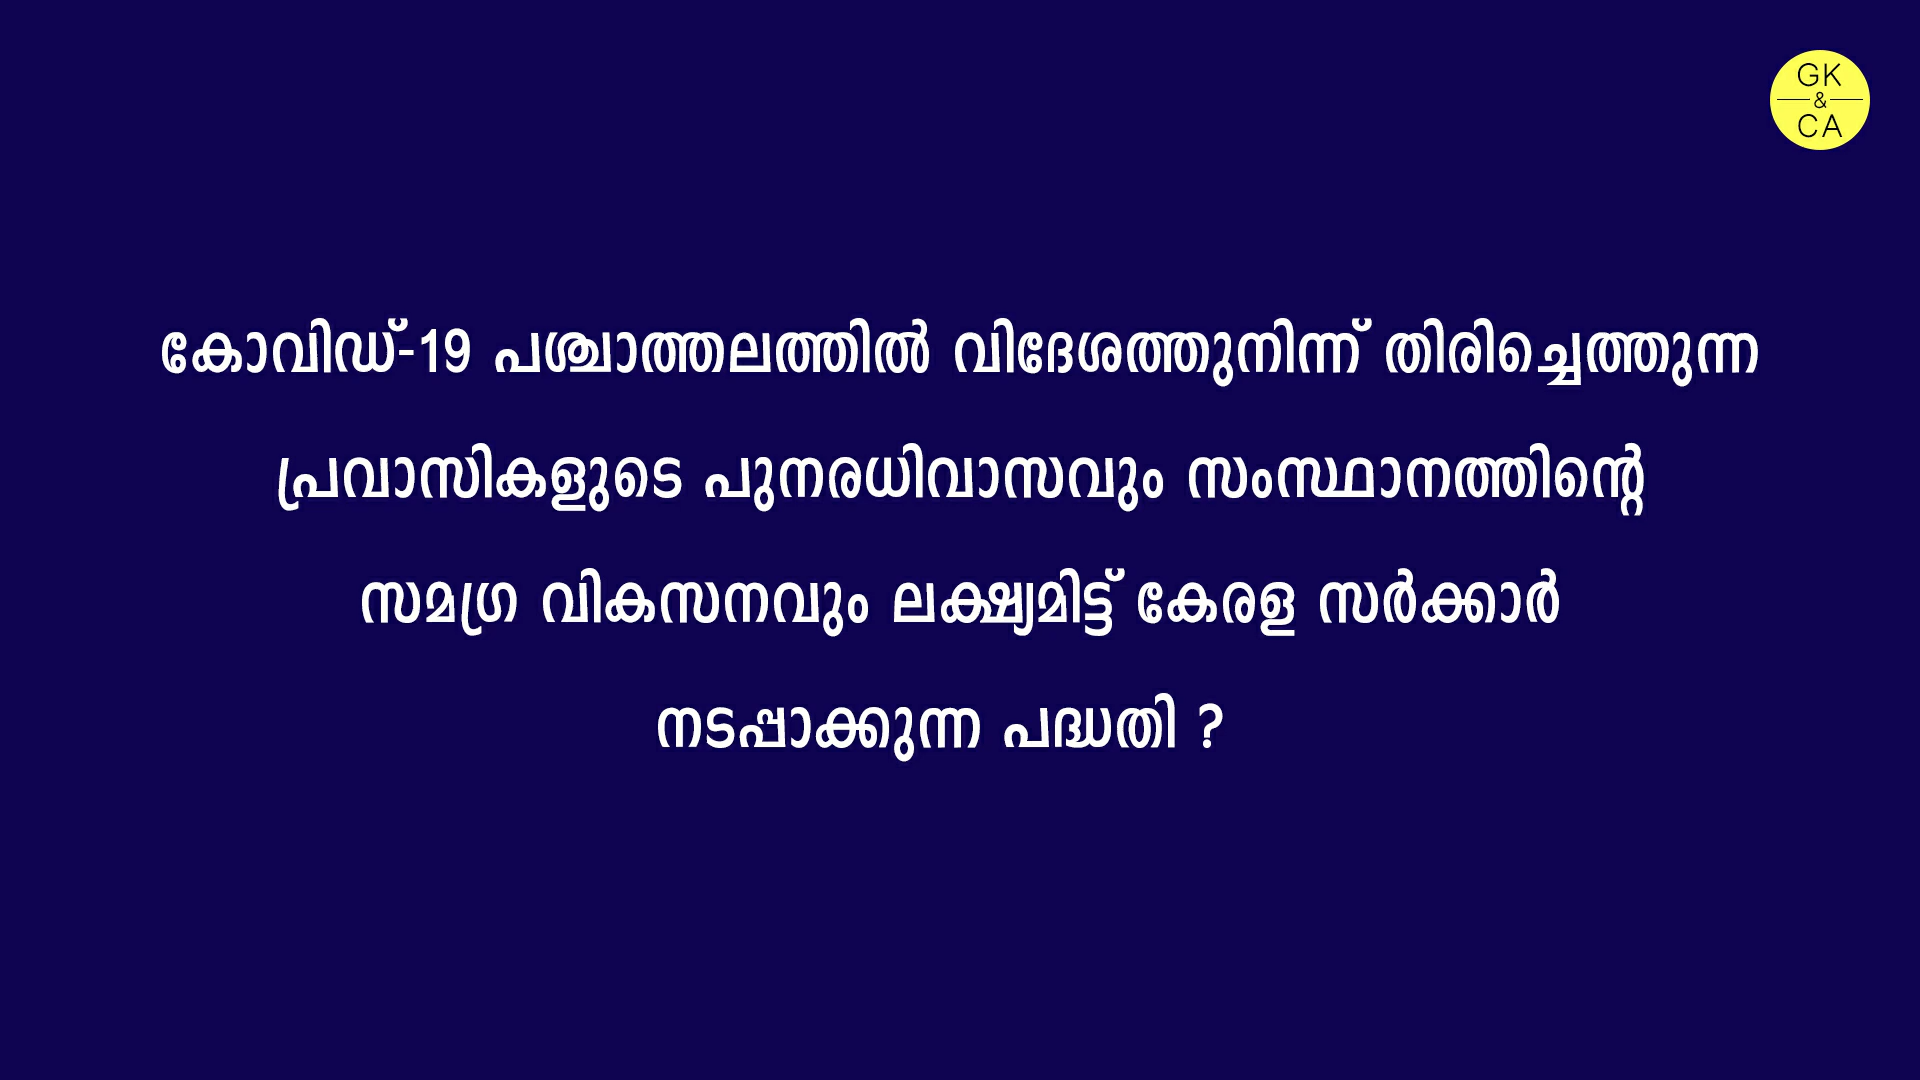 GK
&
CA
കോവിഡ്-19 പശ്ചാത്തലത്തിൽ വിദേശത്തുനിന്ന് തിരിച്ചെത്തുന്ന
പ്രവാസികളുടെ പുനരധിവാസവും സംസ്ഥാനത്തിന്റെ
സമഗ്ര വികസനവും ലക്ഷ്യമിട്ട് കേരള സർക്കാർ
നടപ്പാക്കുന്ന പദ്ധതി ?